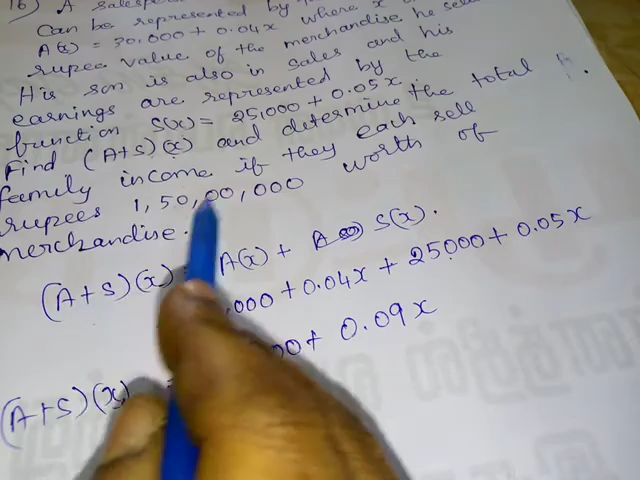 16) A salesperson
can be represented by
A(x) = 30,000 + 0.04x where x
rupee value of the merchandise he sells
His son is also in sales and his
earnings are represented by the
function S(x) = 25,000 + 0.05x.
Find (A+S)(x) and determine the total
family income if they each sell
rupees 1,50,00,000 worth of
merchandise.
(A+S)(x) = A(x) + S(x).
,000 + 0.04x + 25000 + 0.05x
(A+S)(x) 00 + 0.09x